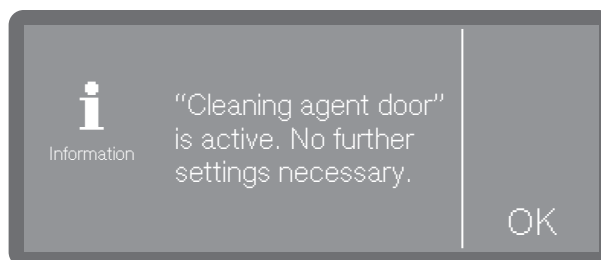 Information
“Cleaning agent door”
is active. No further
settings necessary.
OK